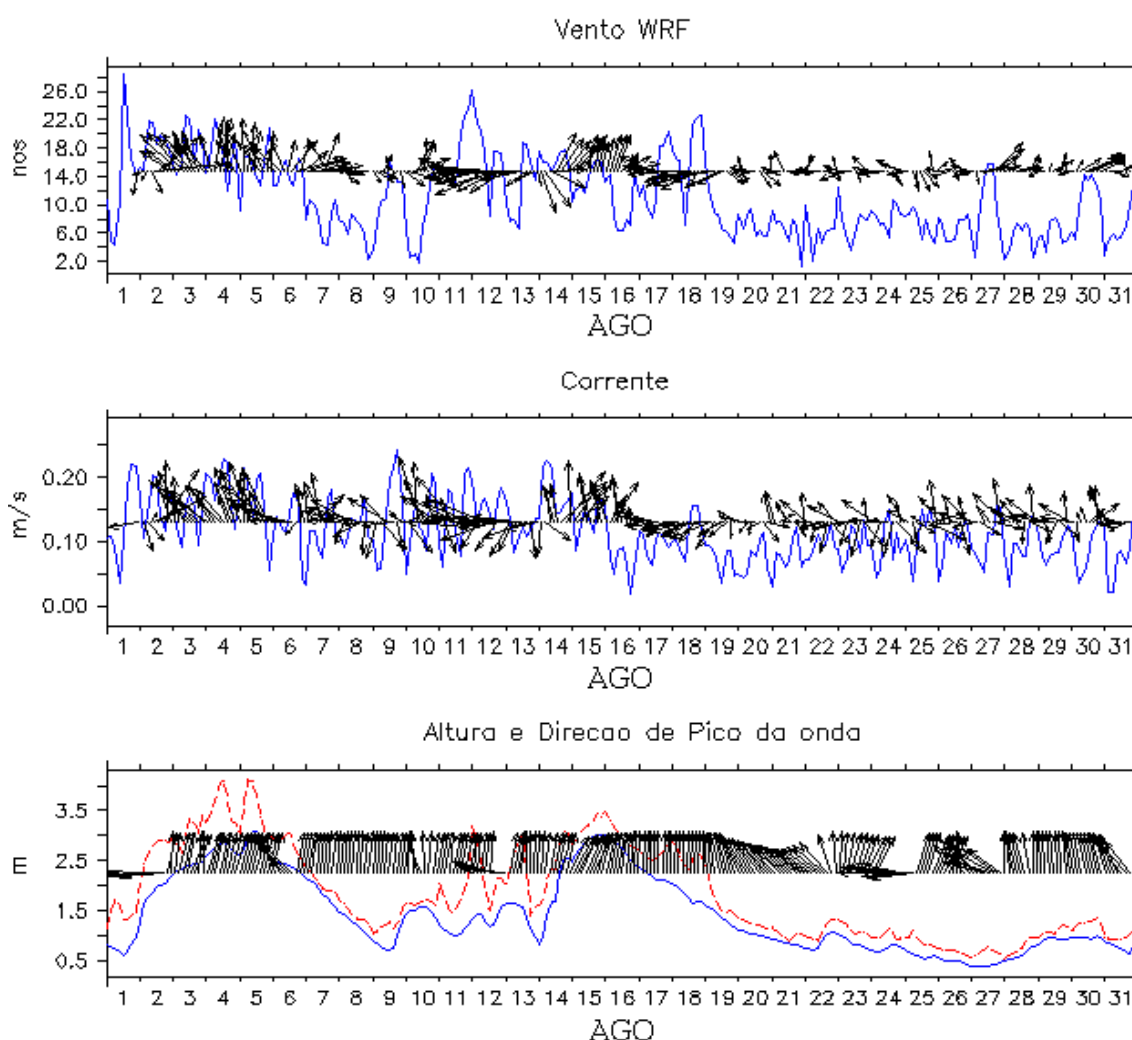 Vento WRF
nos
26.0
22.0
18.0
14.0
10.0
6.0
2.0
1 2 3 4 5 6 7 8 9 10 11 12 13 14 15 16 17 18 19 20 21 22 23 24 25 26 27 28 29 30 31
AGO
Corrente
m/s
0.20
0.10
0.00
1 2 3 4 5 6 7 8 9 10 11 12 13 14 15 16 17 18 19 20 21 22 23 24 25 26 27 28 29 30 31
AGO
Altura e Direcao de Pico da onda
m
3.5
2.5
1.5
0.5
1 2 3 4 5 6 7 8 9 10 11 12 13 14 15 16 17 18 19 20 21 22 23 24 25 26 27 28 29 30 31
AGO